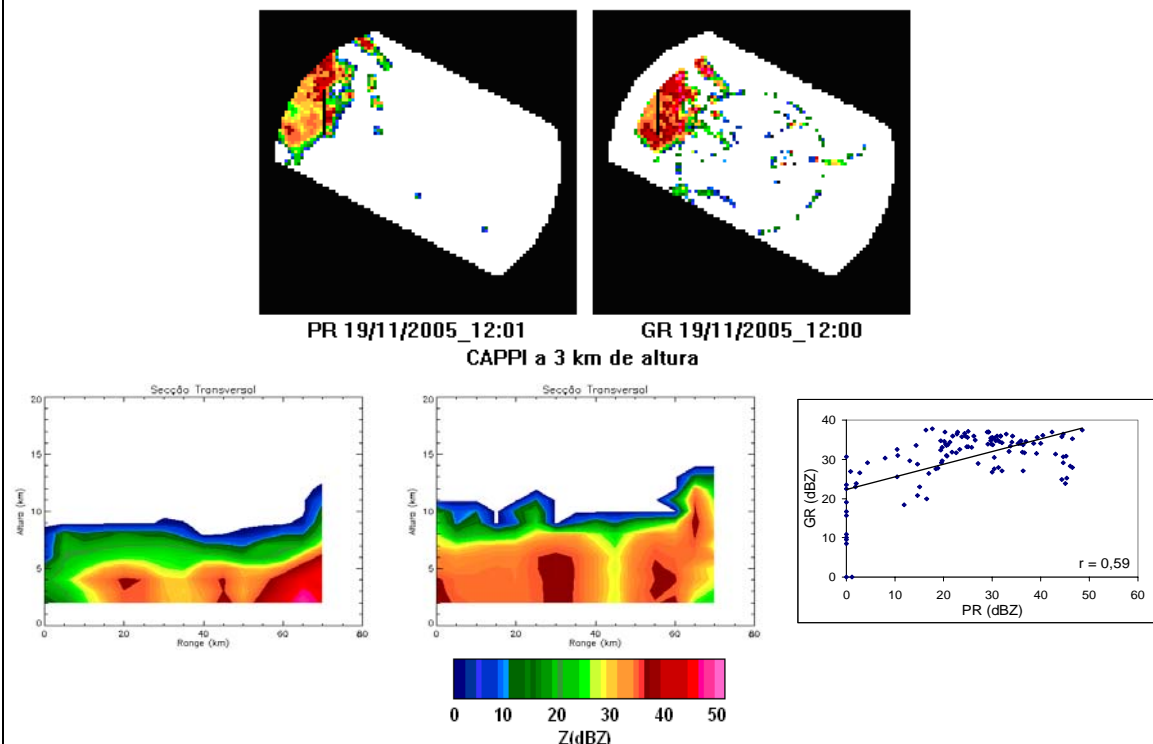 PR 19/11/2005_12:01
GR 19/11/2005_12:00
CAPPI a 3 km de altura
Secção Transversal
20
15
10
5
0
Altura (km)
0 20 40 60 80
Range (km)
Secção Transversal
20
15
10
5
0
Altura (km)
0 20 40 60 80
Range (km)
40
30
20
10
0
GR (dBZ)
r = 0,59
0 10 20 30 40 50 60
PR (dBZ)
0 10 20 30 40 50
Z(dBZ)